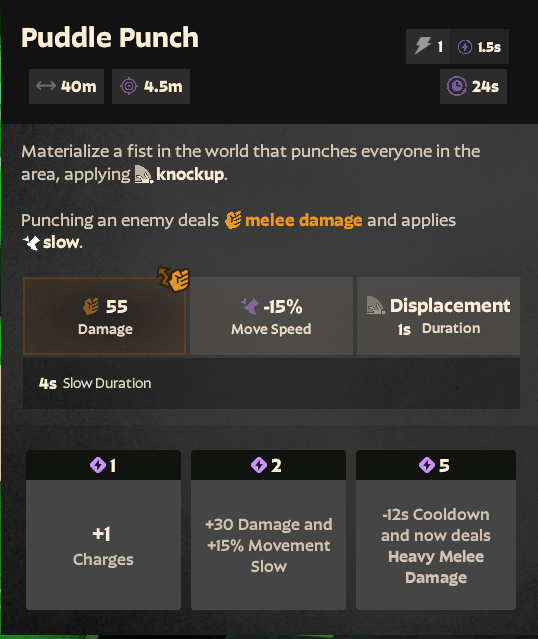 Puddle Punch
1 1.5s
40m 4.5m 24s
Materialize a fist in the world that punches everyone in the
area, applying knockup.
Punching an enemy deals melee damage and applies
slow.
55
Damage
-15%
Move Speed
Displacement
1s Duration
4s Slow Duration
1
+1
Charges
2
+30 Damage and
+15% Movement
Slow
5
-12s Cooldown
and now deals
Heavy Melee
Damage